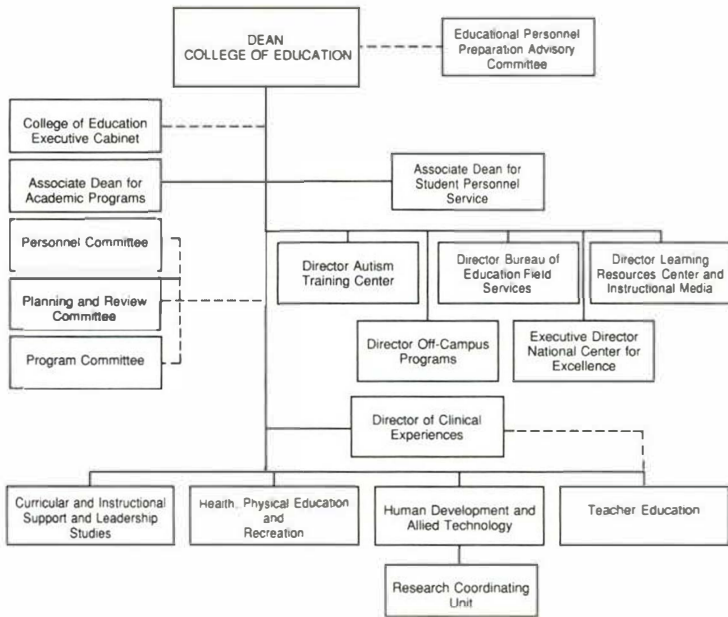 DEAN
COLLEGE OF EDUCATION
Educational Personnel
Preparation Advisory
Committee
College of Education
Executive Cabinet
Associate Dean for
Academic Programs
Associate Dean for
Student Personnel
Service
Personnel Committee
Planning and Review
Committee
Program Committee
Director Autism
Training Center
Director Bureau of
Education Field
Services
Director Learning
Resources Center and
Instructional Media
Director Off-Campus
Programs
Executive Director
National Center for
Excellence
Director of Clinical
Experiences
Curricular and Instructional
Support and Leadership
Studies
Health, Physical Education
and
Recreation
Human Development and
Allied Technology
Teacher Education
Research Coordinating
Unit